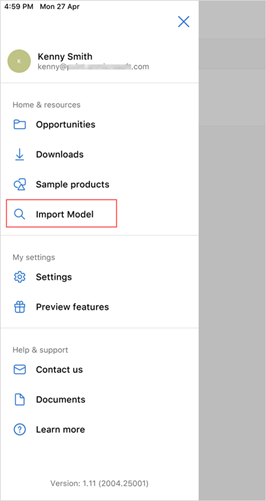 4:59 PM Mon 27 Apr
K
Kenny Smith
kenny@ .com
Home & resources
Opportunities
Downloads
Sample products
Import Model
My settings
Settings
Preview features
Help & support
Contact us
Documents
Learn more
Version: 1.11 (2004.25001)